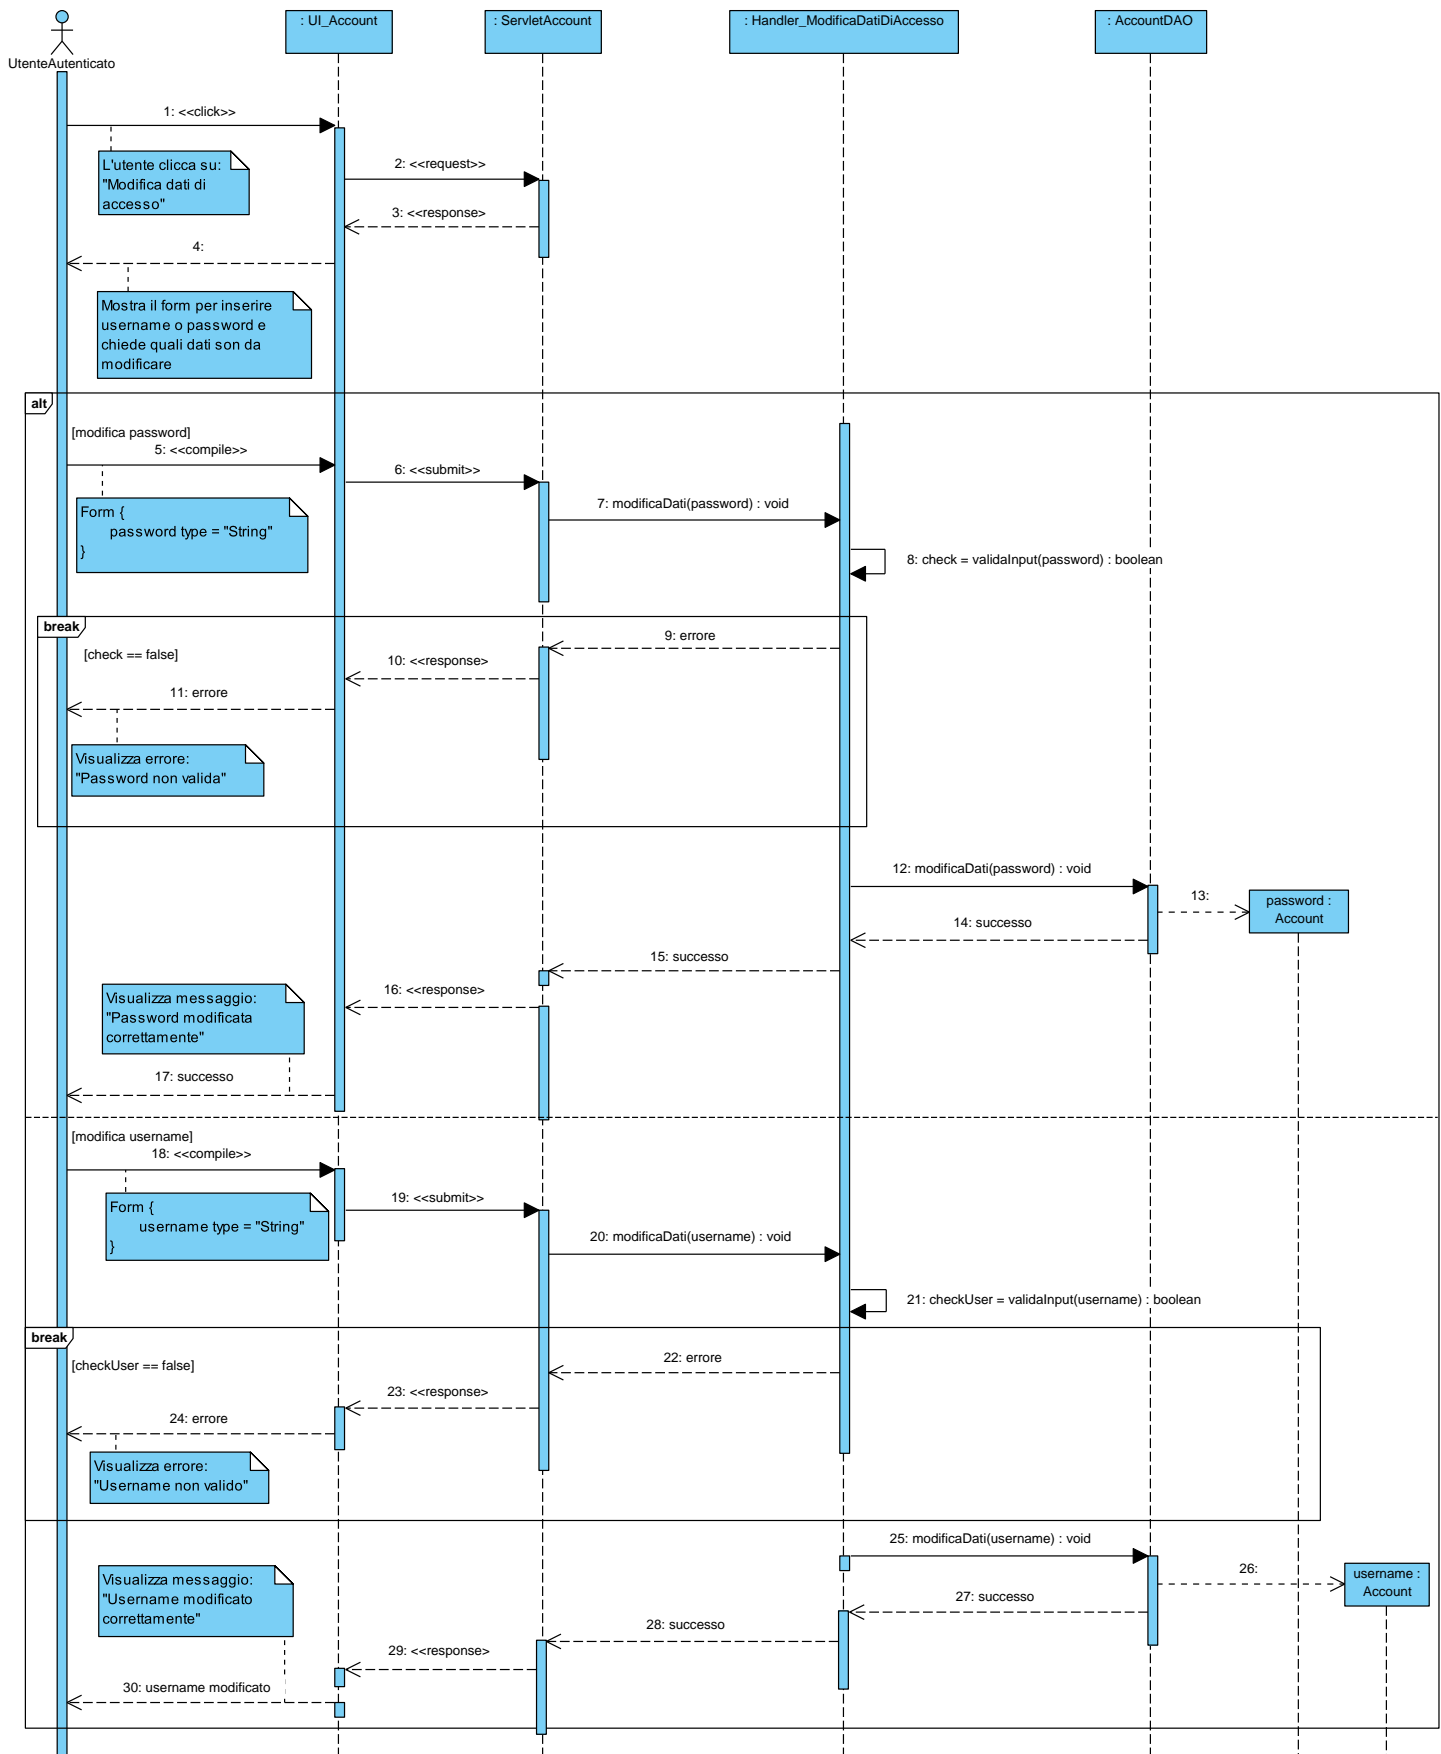 : UI_Account
: ServletAccount
: Handler_ModificaDatiDiAccesso
: AccountDAO
UtenteAutenticato
1: <<click>>
L'utente clicca su:
"Modifica dati di
accesso"
2: <<request>>
3: <<response>
4:
Mostra il form per inserire
username o password e
chiede quali dati son da
modificare
alt
[modifica password]
5: <<compile>>
6: <<submit>>
Form {
password type = "String"
}
7: modificaDati(password) : void
8: check = validaInput(password) : boolean
break
[check == false]
9: errore
10: <<response>
11: errore
Visualizza errore:
"Password non valida"
12: modificaDati(password) : void
13:
password :
Account
14: successo
15: successo
16: <<response>
Visualizza messaggio:
"Password modificata
correttamente"
17: successo
[modifica username]
18: <<compile>>
Form {
username type = "String"
}
19: <<submit>>
20: modificaDati(username) : void
21: checkUser = validaInput(username) : boolean
break
[checkUser == false]
22: errore
23: <<response>
24: errore
Visualizza errore:
"Username non valido"
25: modificaDati(username) : void
26:
username :
Account
Visualizza messaggio:
"Username modificato
correttamente"
27: successo
28: successo
29: <<response>
30: username modificato